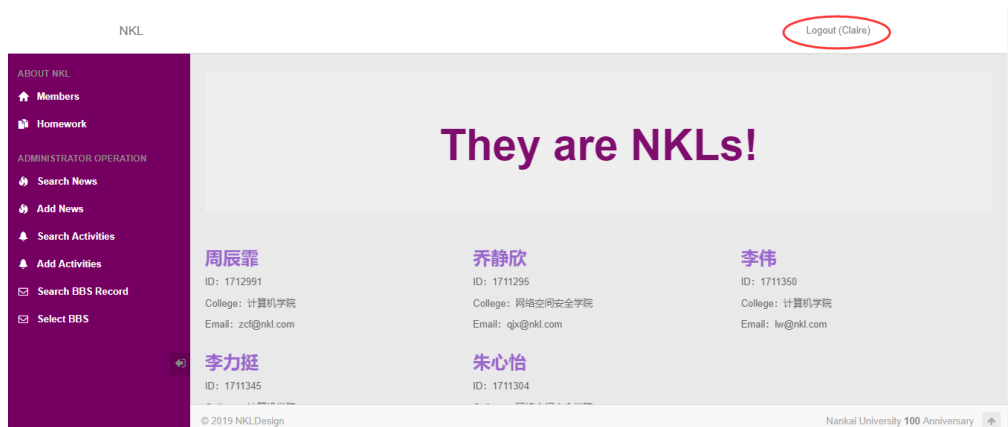 NKL
Logout (Claire)
ABOUT NKL
Members
Homework
ADMINISTRATOR OPERATION
Search News
Add News
Search Activities
Add Activities
Search BBS Record
Select BBS
They are NKLs!
周辰霏
ID: 1712991
College: 计算机学院
Email: zcf@nkl.com
乔静欣
ID: 1711295
College: 网络空间安全学院
Email: qjx@nkl.com
李伟
ID: 1711350
College: 计算机学院
Email: lw@nkl.com
李力挺
ID: 1711345
朱心怡
ID: 1711304
© 2019 NKLDesign
Nankai University 100 Anniversary